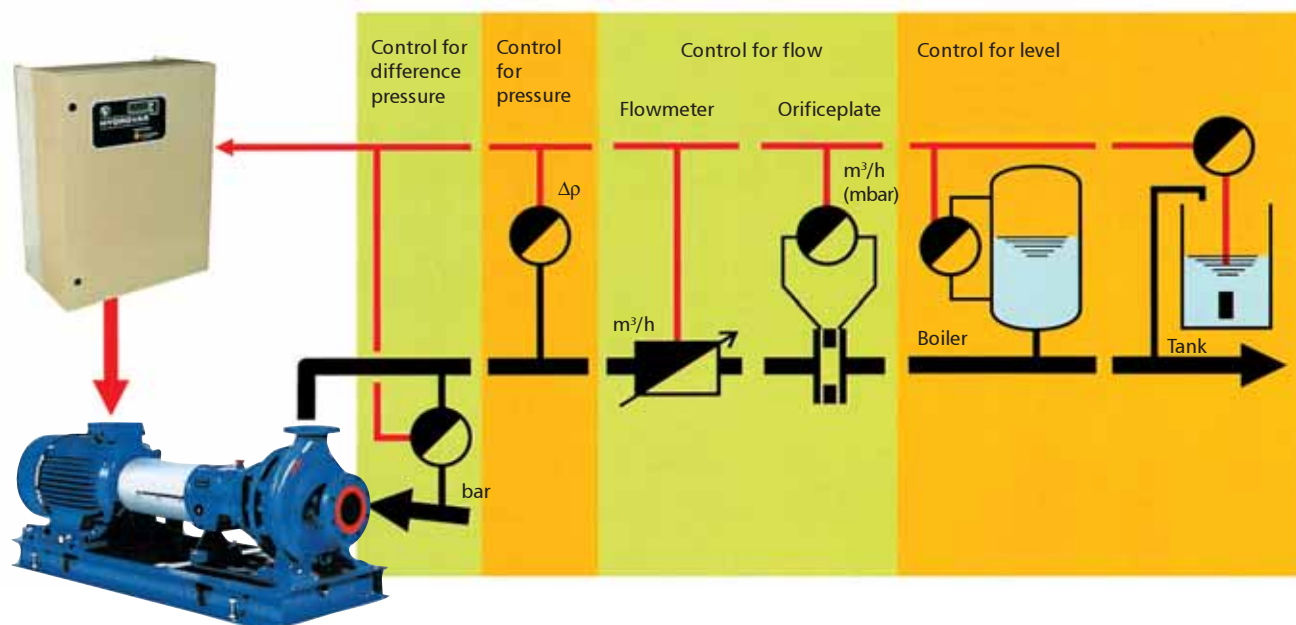 Control for
difference
pressure
Control
for
pressure
Control for flow
Control for level
Flowmeter
Orificeplate
HYDROVAR
Δρ
m³/h
(mbar)
m³/h
Boiler
Tank
bar